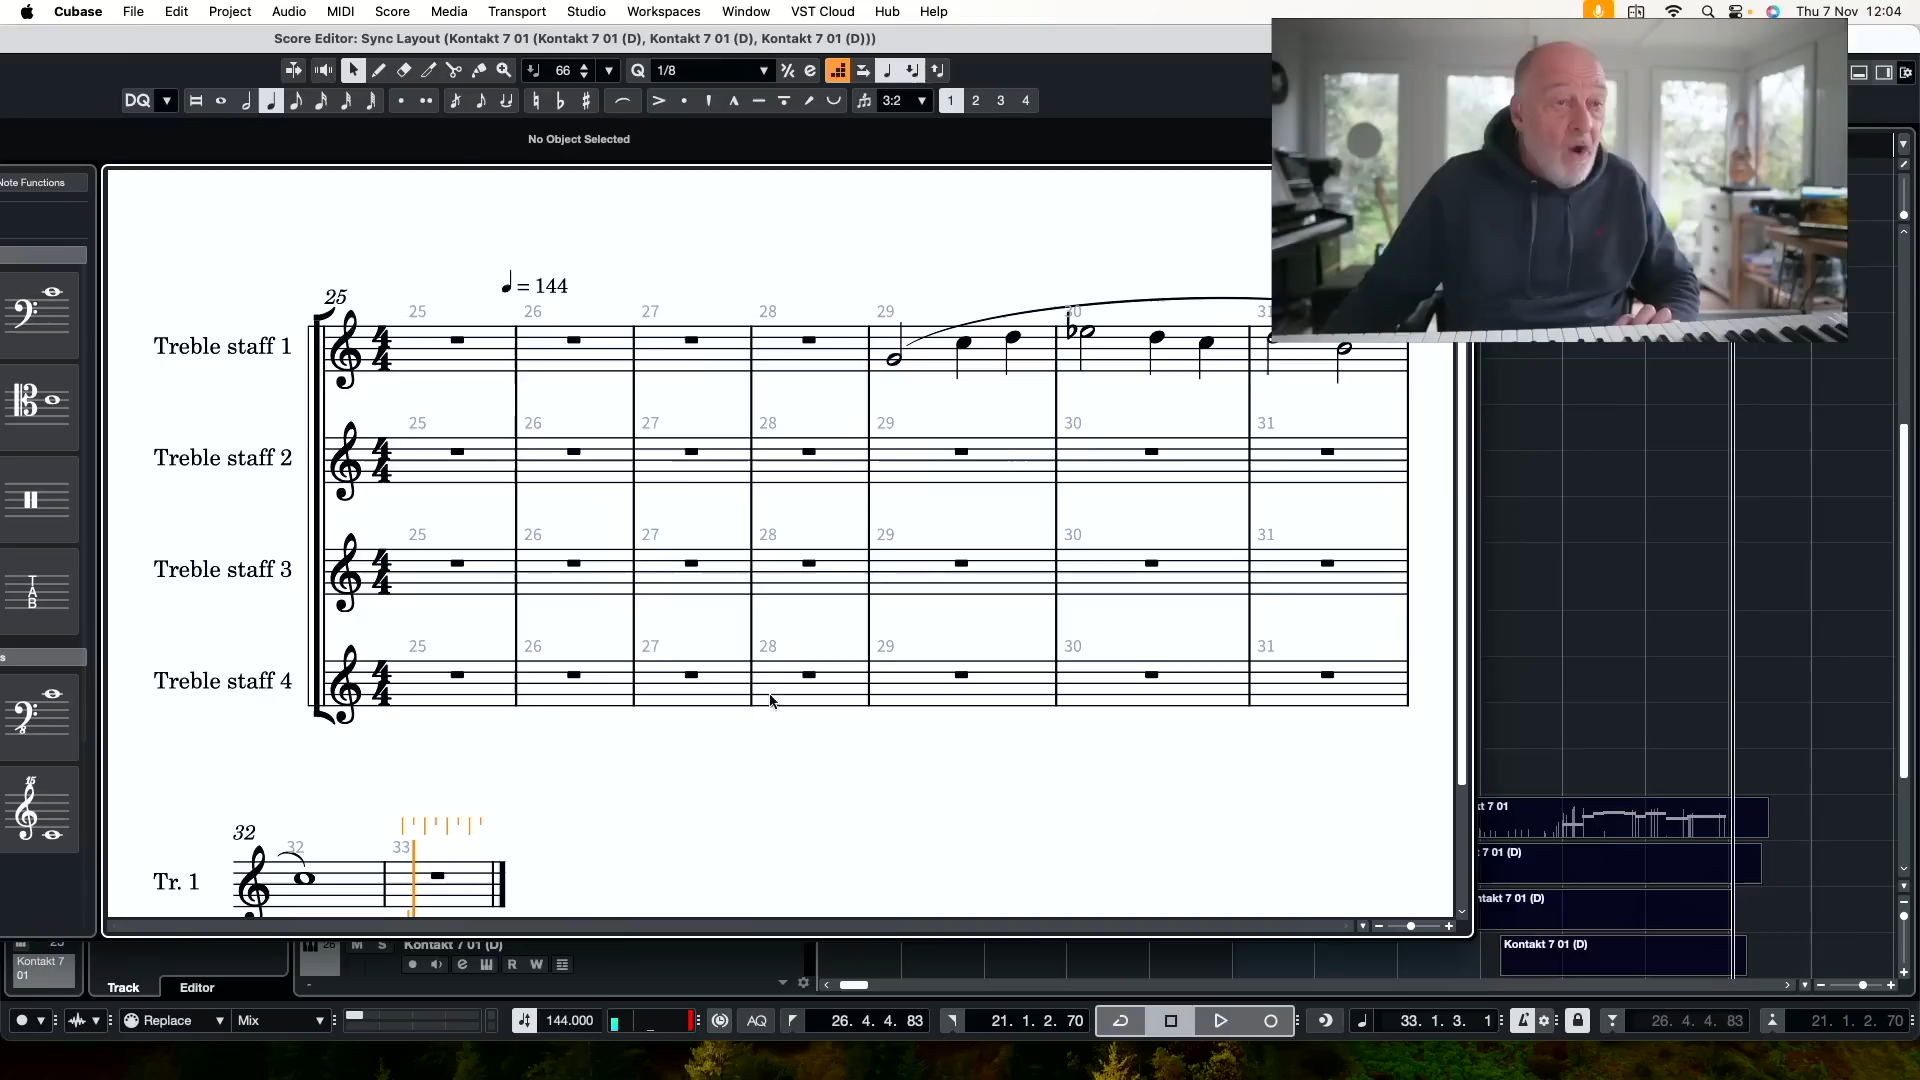 Cubase File Edit Project Audio MIDI Score Media Transport Studio Workspaces Window VST Cloud Hub Help Thu 7 Nov 12:04
Score Editor: Sync Layout (Kontakt 7 01 (Kontakt 7 01 (D), Kontakt 7 01 (D), Kontakt 7 01 (D)))
66 Q 1/8 e
DQ 3:2 1 2 3 4
No Object Selected
Note Functions
25 = 144
25 26 27 28 29 30 31
Treble staff 1
25 26 27 28 29 30 31
Treble staff 2
25 26 27 28 29 30 31
Treble staff 3
T
A
B
25 26 27 28 29 30 31
Treble staff 4
s
8
15
32
32 33
Tr. 1
kt 7 01
7 01 (D)
ntakt 7 01 (D)
Kontakt 7 01 (D)
Kontakt 7
01
M S Kontakt 7 01 (D)
e R W
Track Editor
Replace Mix 144.000 AQ 26. 4. 4. 83 21. 1. 2. 70 33. 1. 3. 1 26. 4. 4. 83 21. 1. 2. 70